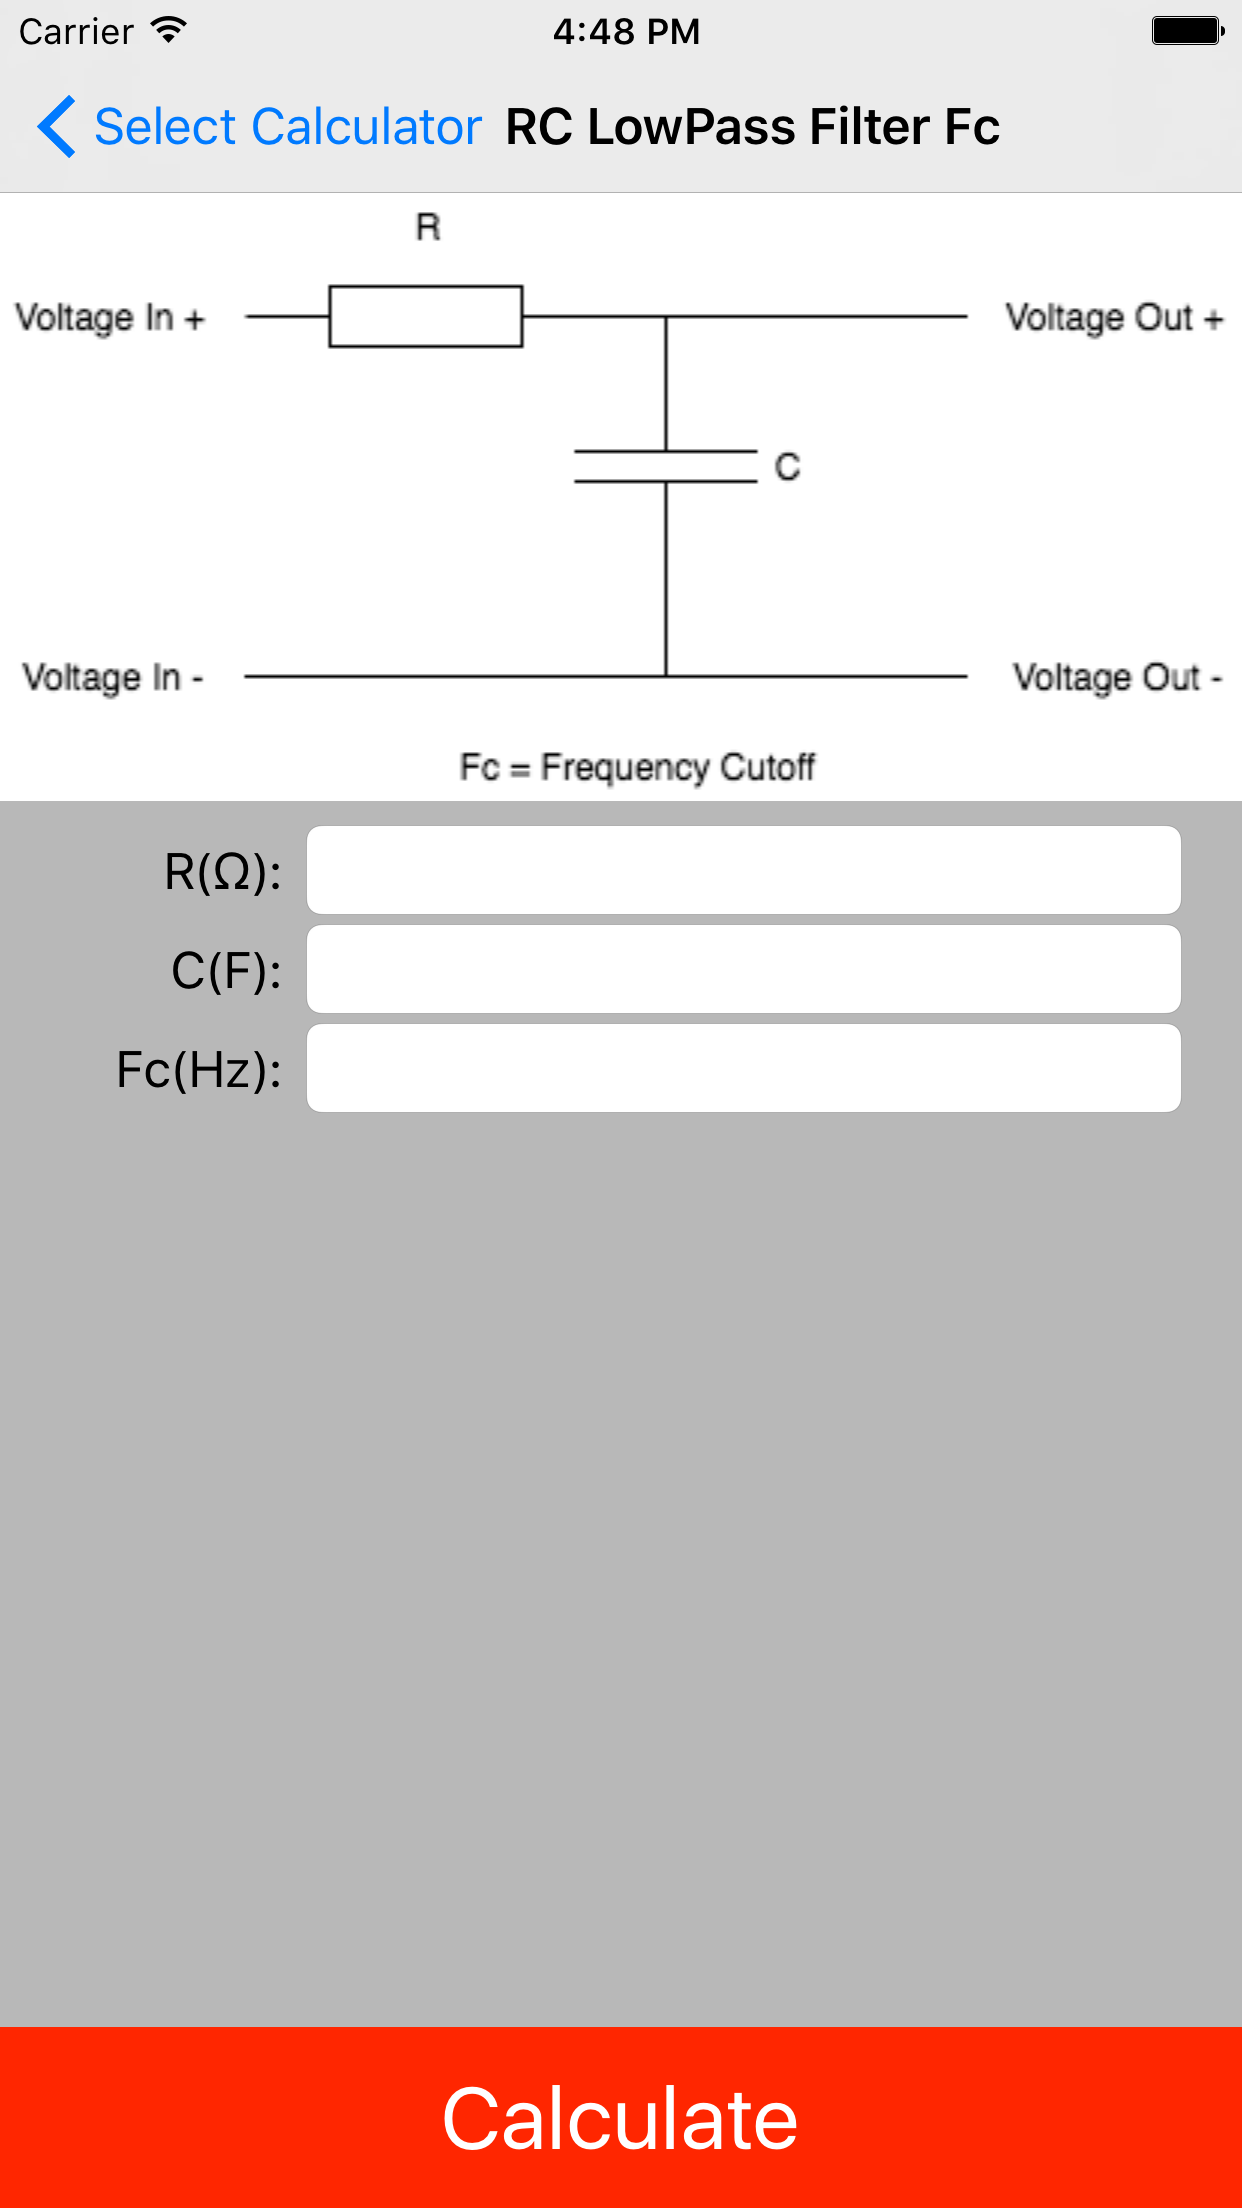 Carrier 4:48 PM
Select Calculator RC LowPass Filter Fc
R
Voltage In + Voltage Out +
C
Voltage In - Voltage Out -
Fc = Frequency Cutoff
R(Ω):
C(F):
Fc(Hz):
Calculate